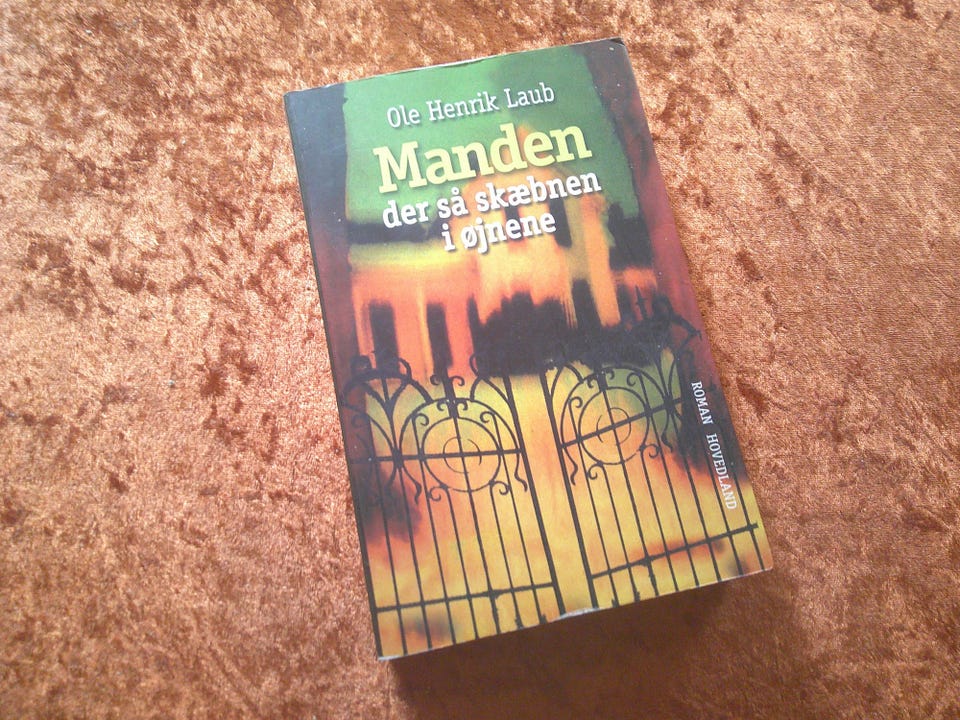 Ole Henrik Laub
Manden
der så skæbnen
i øjnene
ROMAN HOVEDLAND